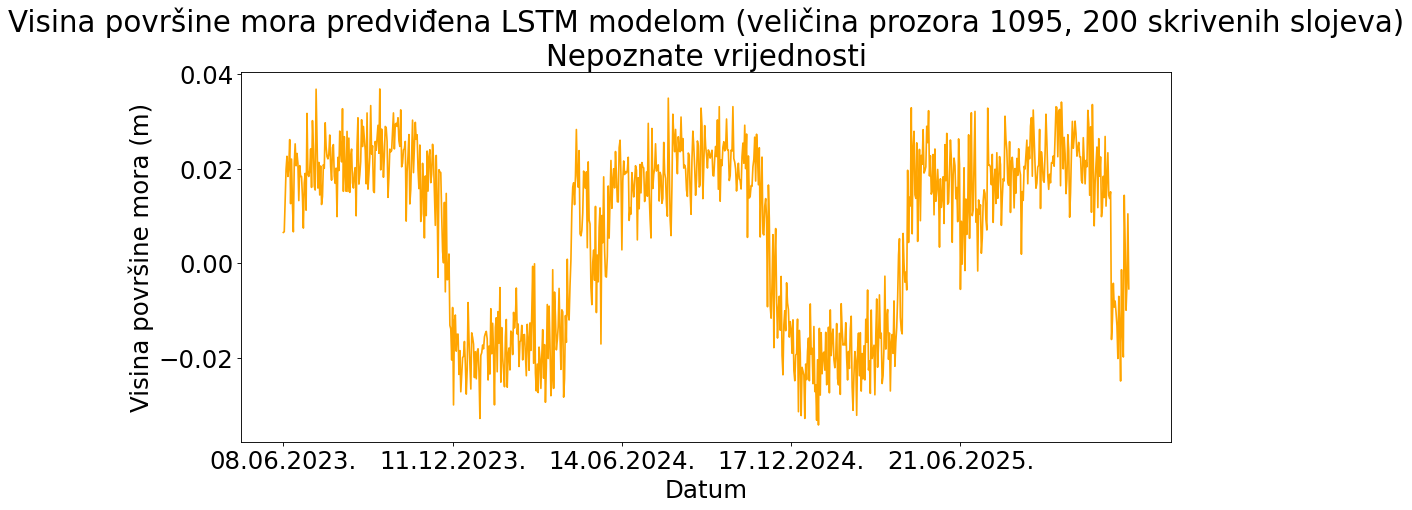 Visina površine mora predviđena LSTM modelom (veličina prozora 1095, 200 skrivenih slojeva)
Nepoznate vrijednosti
Visina površine mora (m)
0.04
0.02
0.00
−0.02
08.06.2023. 11.12.2023. 14.06.2024. 17.12.2024. 21.06.2025.
Datum